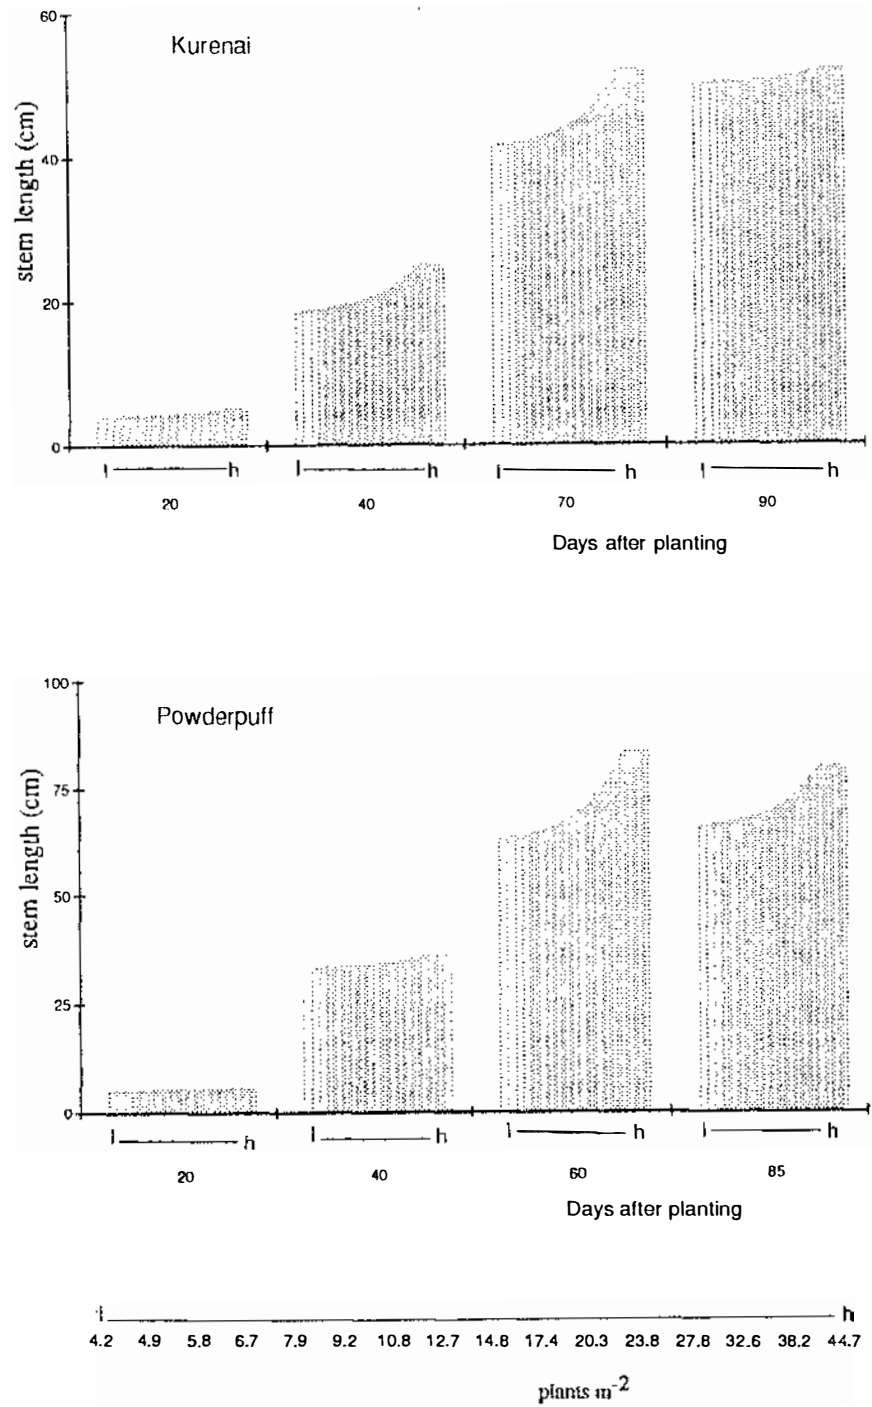 60
Kurenai
stem length (cm)
40
20
0
l h l h l h l h
20 40 70 90
Days after planting
100
Powderpuff
75
stem length (cm)
50
25
0
l h l h l h l h
20 40 60 85
Days after planting
l h
4.2 4.9 5.8 6.7 7.9 9.2 10.8 12.7 14.8 17.4 20.3 23.8 27.8 32.6 38.2 44.7
plants m⁻²